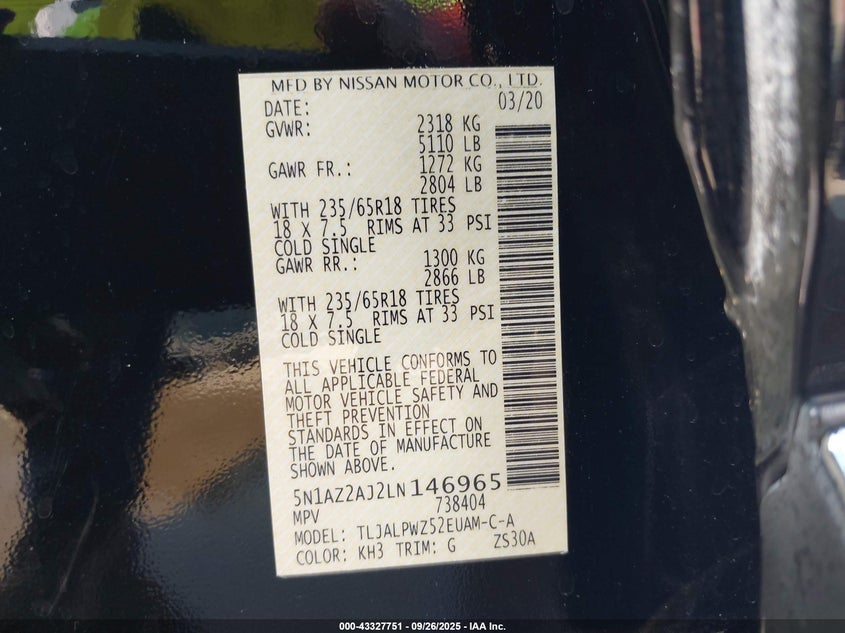 MFD BY NISSAN MOTOR CO., LTD.
DATE: 03/20
GVWR: 2318 KG
5110 LB
GAWR FR.: 1272 KG
2804 LB
WITH 235/65R18 TIRES
18 X 7.5 RIMS AT 33 PSI
COLD SINGLE
GAWR RR.: 1300 KG
2866 LB
WITH 235/65R18 TIRES
18 X 7.5 RIMS AT 33 PSI
COLD SINGLE
THIS VEHICLE CONFORMS TO
ALL APPLICABLE FEDERAL
MOTOR VEHICLE SAFETY AND
THEFT PREVENTION
STANDARDS IN EFFECT ON
THE DATE OF MANUFACTURE
SHOWN ABOVE.
5N1AZ2AJ2LN146965
MPV 738404
MODEL: TLJALPWZ52EUAM-C-A
COLOR: KH3 TRIM: G ZS30A
000-43327751 - 09/26/2025 - IAA Inc.